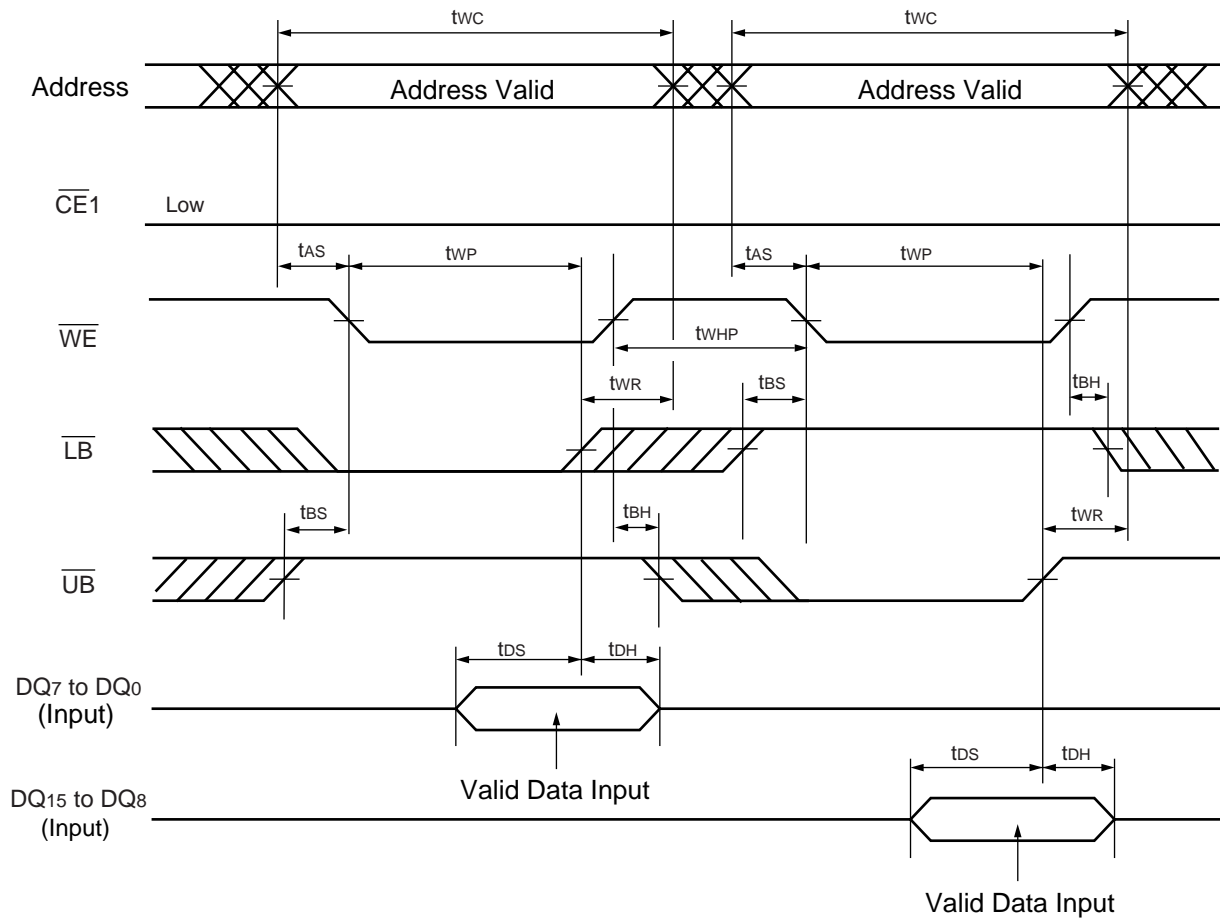 tWC tWC
Address Address Valid Address Valid
CE1 Low
tAS tWP tAS tWP
WE
tWHP
tWR tBS tBH
LB
tBS tBH tWR
UB
tDS tDH
DQ7 to DQ0
(Input)
tDS tDH
Valid Data Input
DQ15 to DQ8
(Input)
Valid Data Input